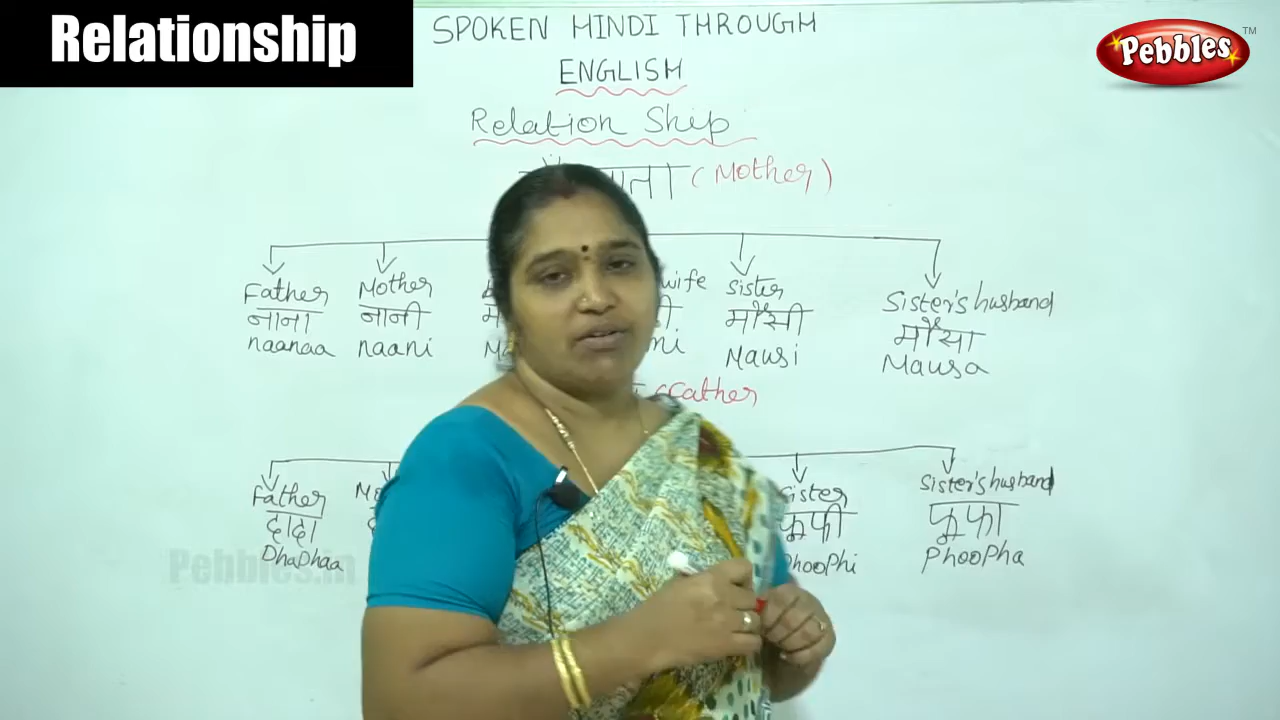 Relationship
SPOKEN HINDI THROUGH
Pebbles TM
ENGLISH
Relation Ship
(Mother)
Father Mother wife Sister Sister's husband
नाना नानी मौसी मौसा
naanaa naani Mausi Mausa
Father Sister Sister's husband
दादा फूफी फूफा
DhaDhaa PhooPhi PhooPha
Pebbles.in